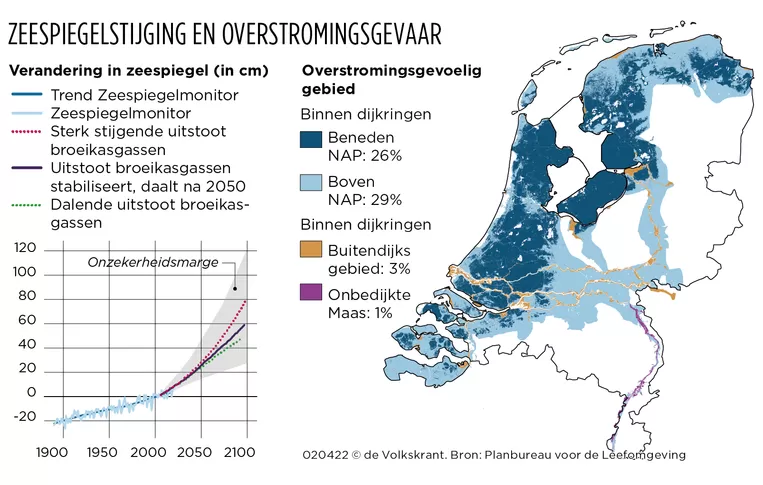 ZEESPIEGELSTIJGING EN OVERSTROMINGSGEVAAR
Verandering in zeespiegel (in cm)
Trend Zeespiegelmonitor
Zeespiegelmonitor
Sterk stijgende uitstoot
broeikasgassen
Uitstoot broeikasgassen
stabiliseert, daalt na 2050
Dalende uitstoot broeikas-
gassen
120
100
80
60
40
20
0
-20
Onzekerheidsmarge
1900 1950 2000 2050 2100
Overstromingsgevoelig
gebied
Binnen dijkringen
Beneden
NAP: 26%
Boven
NAP: 29%
Binnen dijkringen
Buitendijks
gebied: 3%
Onbedijkte
Maas: 1%
020422 © de Volkskrant. Bron: Planbureau voor de Leefomgeving